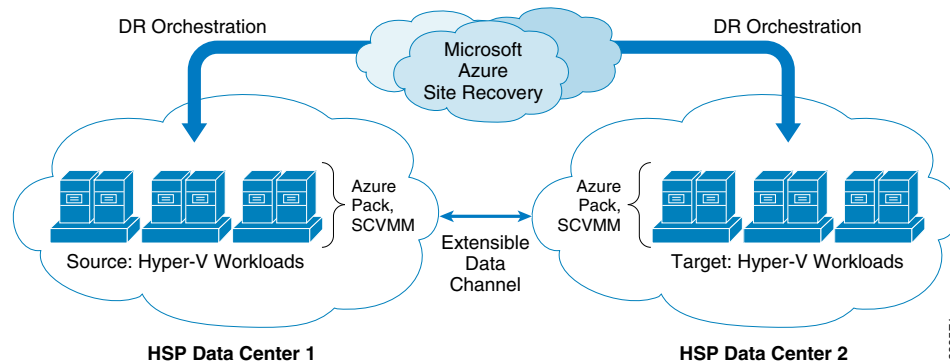 DR Orchestration
Microsoft
Azure
Site Recovery
DR Orchestration
Azure
Pack,
SCVMM
Source: Hyper-V Workloads
Extensible
Data
Channel
Azure
Pack,
SCVMM
Target: Hyper-V Workloads
HSP Data Center 1
HSP Data Center 2